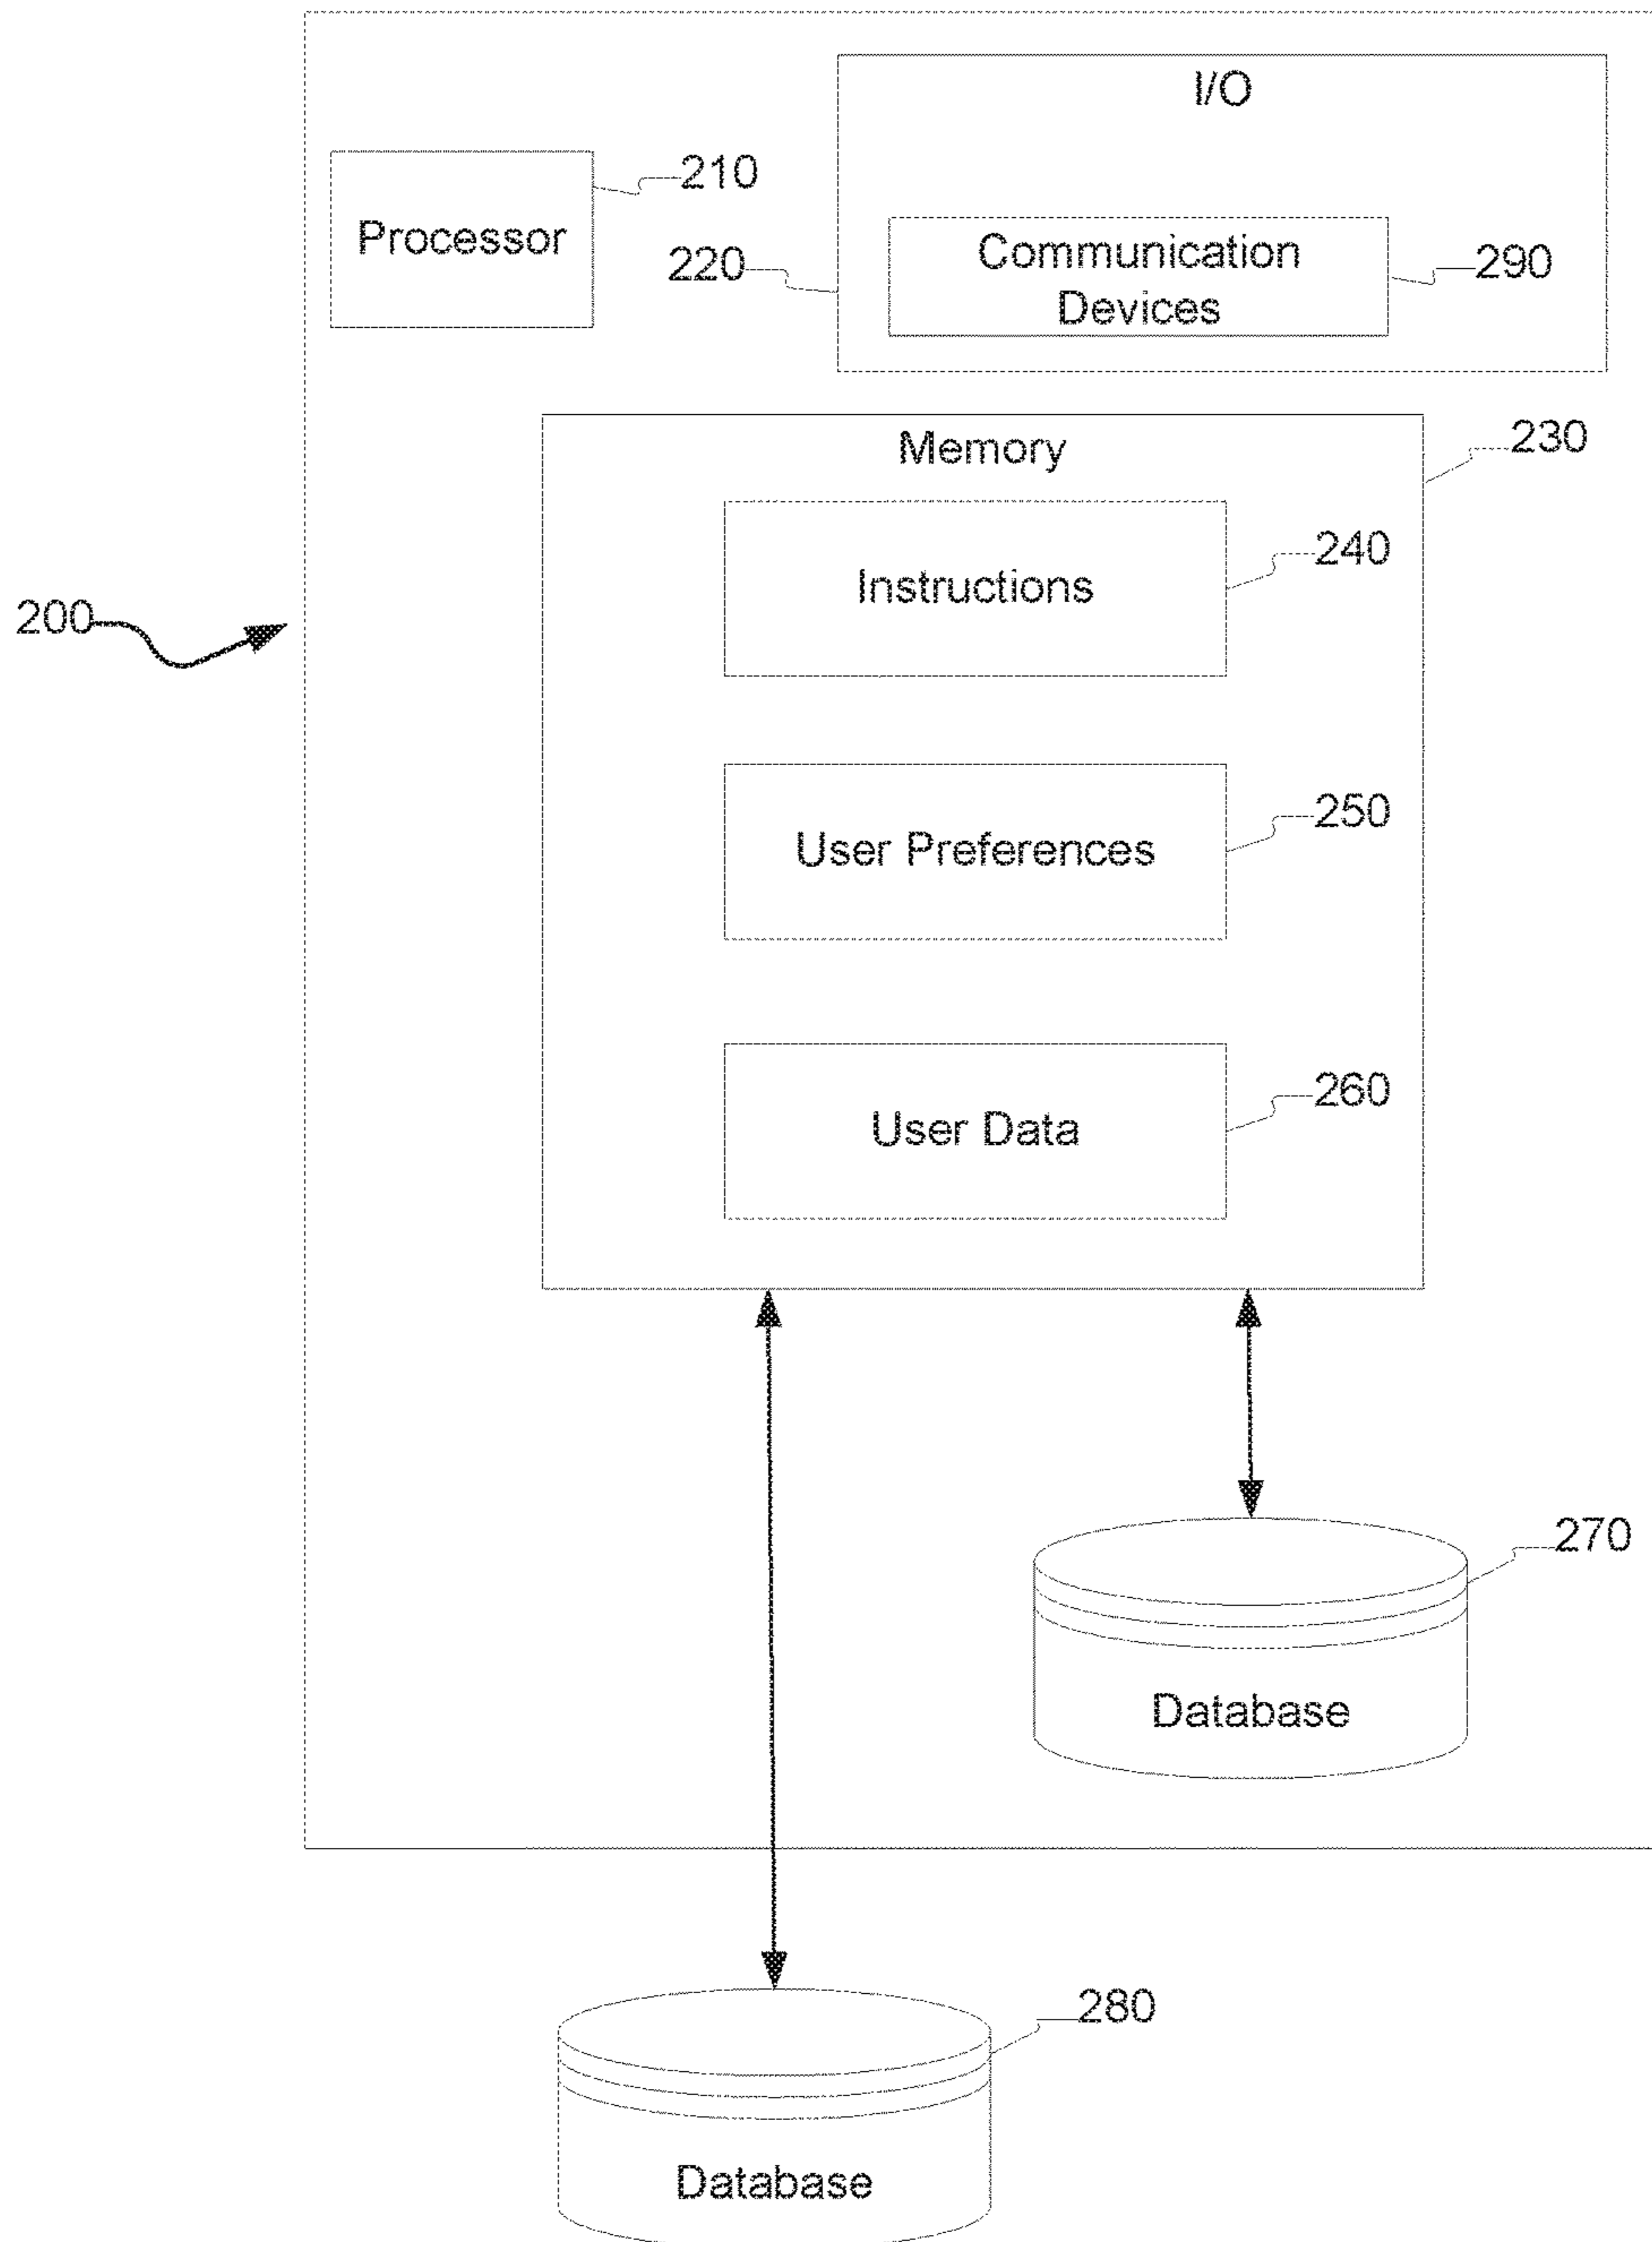 I/O
210
Processor
220
Communication
Devices
290
Memory
230
240
Instructions
200
250
User Preferences
260
User Data
270
Database
280
Database